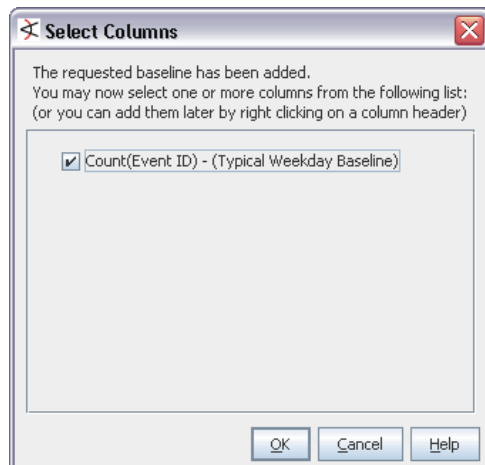 Select Columns
The requested baseline has been added.
You may now select one or more columns from the following list:
(or you can add them later by right clicking on a column header)
Count(Event ID) - (Typical Weekday Baseline)
OK Cancel Help